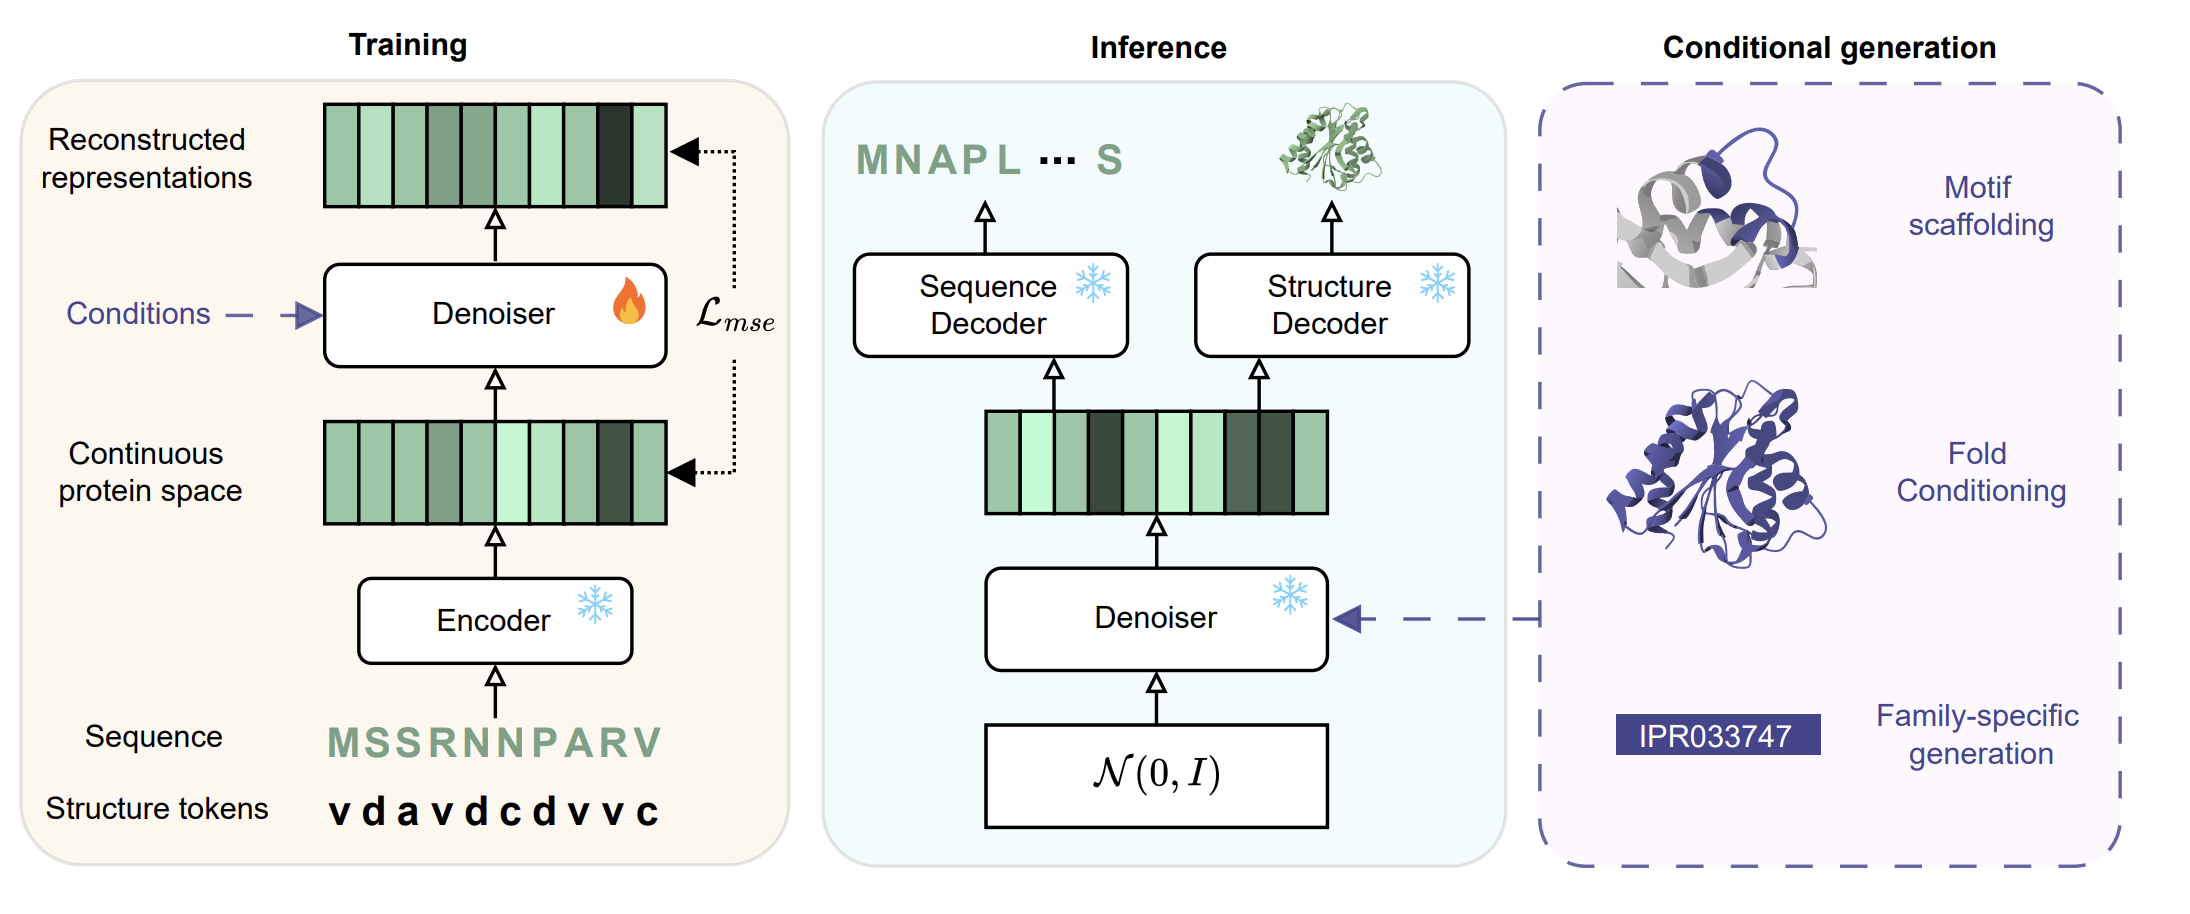 Training
Reconstructed
representations
Conditions
Denoiser
ℒmse
Continuous
protein space
Encoder
Sequence
MSSRNNPARV
Structure tokens
v d a v d c d v v c
Inference
MNAPL ··· S
Sequence
Decoder
Structure
Decoder
Denoiser
𝒩(0, I)
Conditional generation
Motif
scaffolding
Fold
Conditioning
IPR033747
Family-specific
generation